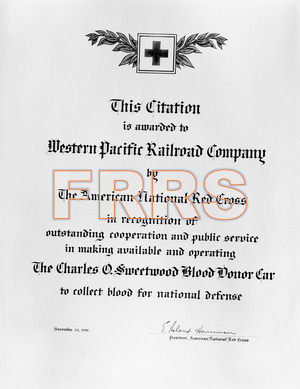 This Citation
is awarded to
Western Pacific Railroad Company
by
The American National Red Cross
FRRS
in recognition of
outstanding cooperation and public service
in making available and operating
The Charles O. Sweetwood Blood Donor Car
to collect blood for national defense
E. Roland Harriman
President, American National Red Cross